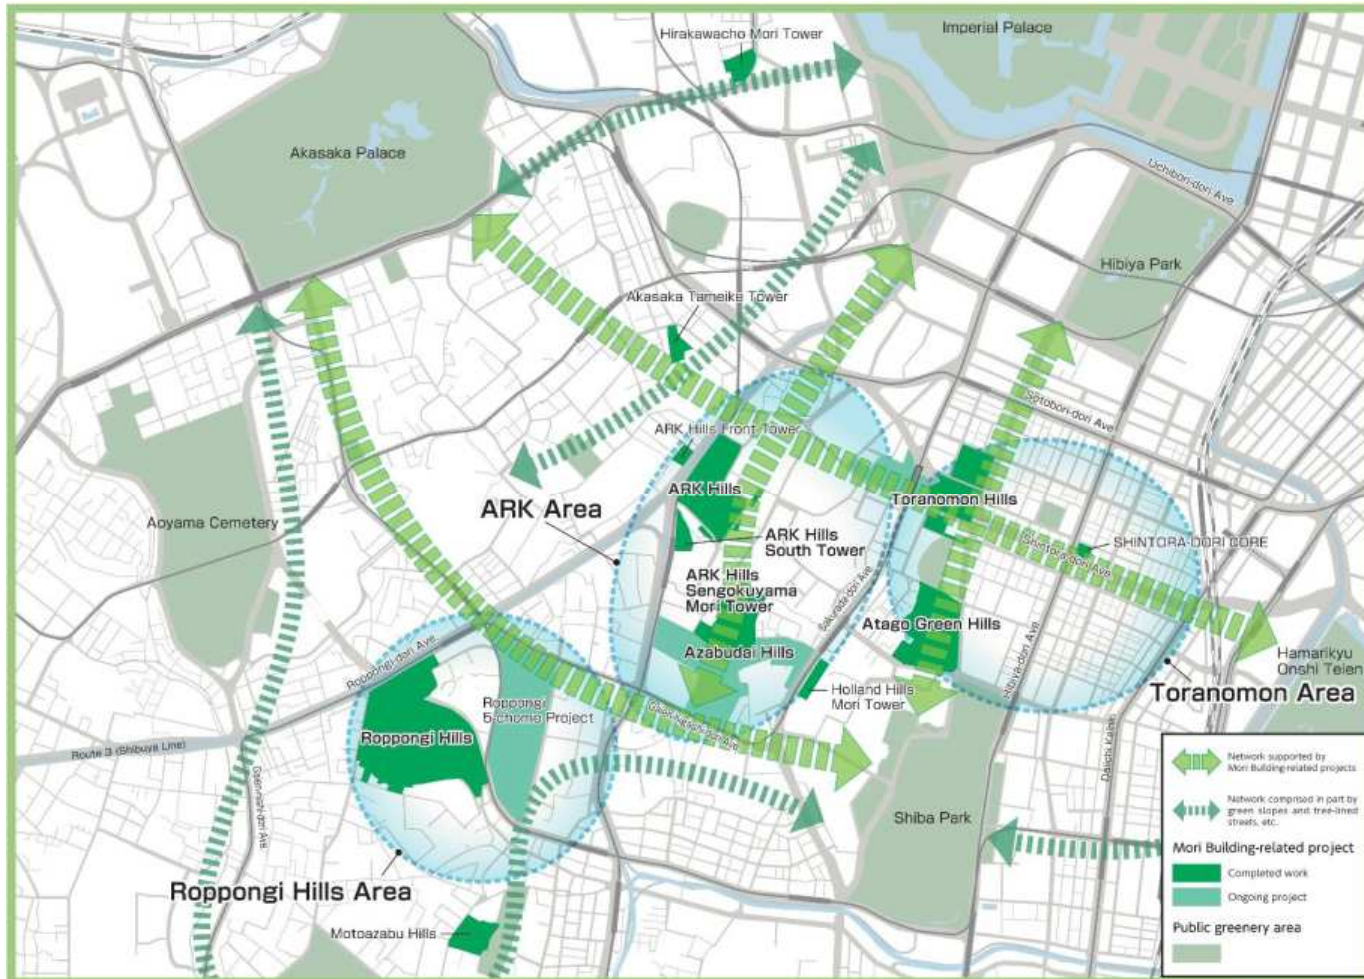 Hirakawacho Mori Tower
Imperial Palace
Akasaka Palace
Uchibori-dori Ave.
Hibiya Park
Akasaka Tameike Tower
Sotobori-dori Ave.
ARK Hills Front Tower
ARK Hills
Toranomon Hills
ARK Area
Aoyama Cemetery
ARK Hills
South Tower
SHINTORA-DORI CORE
Shintora-dori Ave.
ARK Hills
Sengokuyama
Mori Tower
Sakurada-dori Ave.
Atago Green Hills
Azabudai Hills
Hibiya-dori Ave.
Hamarikyu
Onshi Teien
Roppongi-dori Ave.
Holland Hills
Mori Tower
Toranomon Area
Roppongi
5-chome Project
Roppongi Hills
Route 3 (Shibuya Line)
Daiichi Keihin
Shiba Park
Roppongi Hills Area
Motoazabu Hills
Network supported by
Mori Building-related projects
Network comprised in part by
green slopes and tree-lined
streets, etc.
Mori Building-related project
Completed work
Ongoing project
Public greenery area